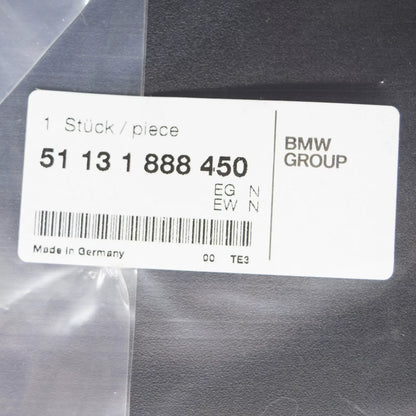 1 Stück / piece
51 13 1 888 450
EG N
EW N
Made in Germany
00 TE3
BMW
GROUP